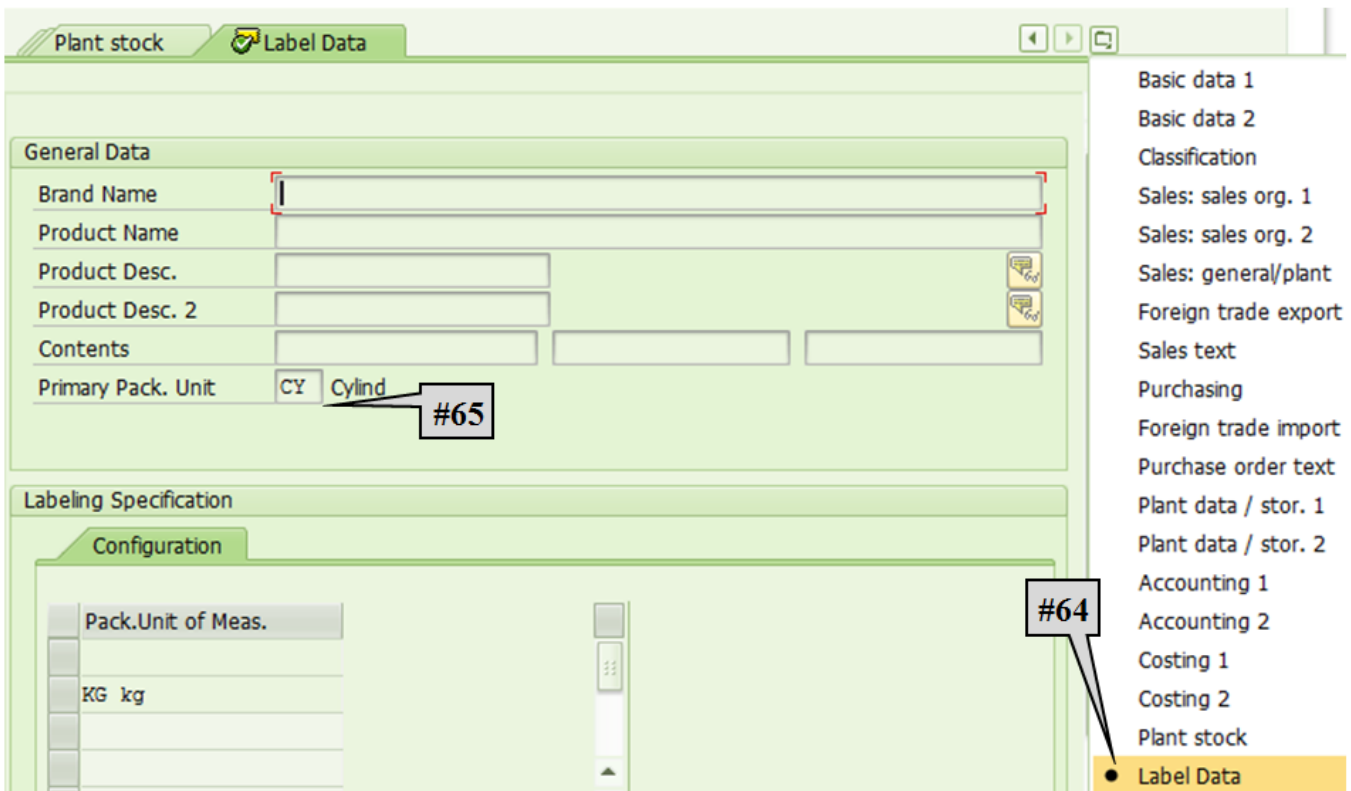 Plant stock
Label Data
General Data
Brand Name
Product Name
Product Desc.
Product Desc. 2
Contents
Primary Pack. Unit CY Cylind
#65
Labeling Specification
Configuration
Pack.Unit of Meas.
KG kg
Basic data 1
Basic data 2
Classification
Sales: sales org. 1
Sales: sales org. 2
Sales: general/plant
Foreign trade export
Sales text
Purchasing
Foreign trade import
Purchase order text
Plant data / stor. 1
Plant data / stor. 2
Accounting 1
#64
Accounting 2
Costing 1
Costing 2
Plant stock
Label Data